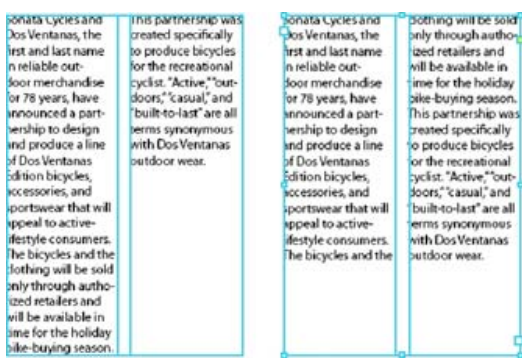 Sonata Cycles and
Dos Ventanas, the
first and last name
in reliable out-
door merchandise
for 78 years, have
announced a part-
nership to design
and produce a line
of Dos Ventanas
Edition bicycles,
accessories, and
sportswear that will
appeal to active-
lifestyle consumers.
The bicycles and the
clothing will be sold
only through autho-
rized retailers and
will be available in
time for the holiday
bike-buying season.
This partnership was
created specifically
to produce bicycles
for the recreational
cyclist. "Active," "out-
doors," "casual," and
"built-to-last" are all
terms synonymous
with Dos Ventanas
outdoor wear.
Sonata Cycles and
Dos Ventanas, the
first and last name
in reliable out-
door merchandise
for 78 years, have
announced a part-
nership to design
and produce a line
of Dos Ventanas
Edition bicycles,
accessories, and
sportswear that will
appeal to active-
lifestyle consumers.
The bicycles and the
clothing will be sold
only through autho-
rized retailers and
will be available in
time for the holiday
bike-buying season.
This partnership was
created specifically
to produce bicycles
for the recreational
cyclist. "Active," "out-
doors," "casual," and
"built-to-last" are all
terms synonymous
with Dos Ventanas
outdoor wear.